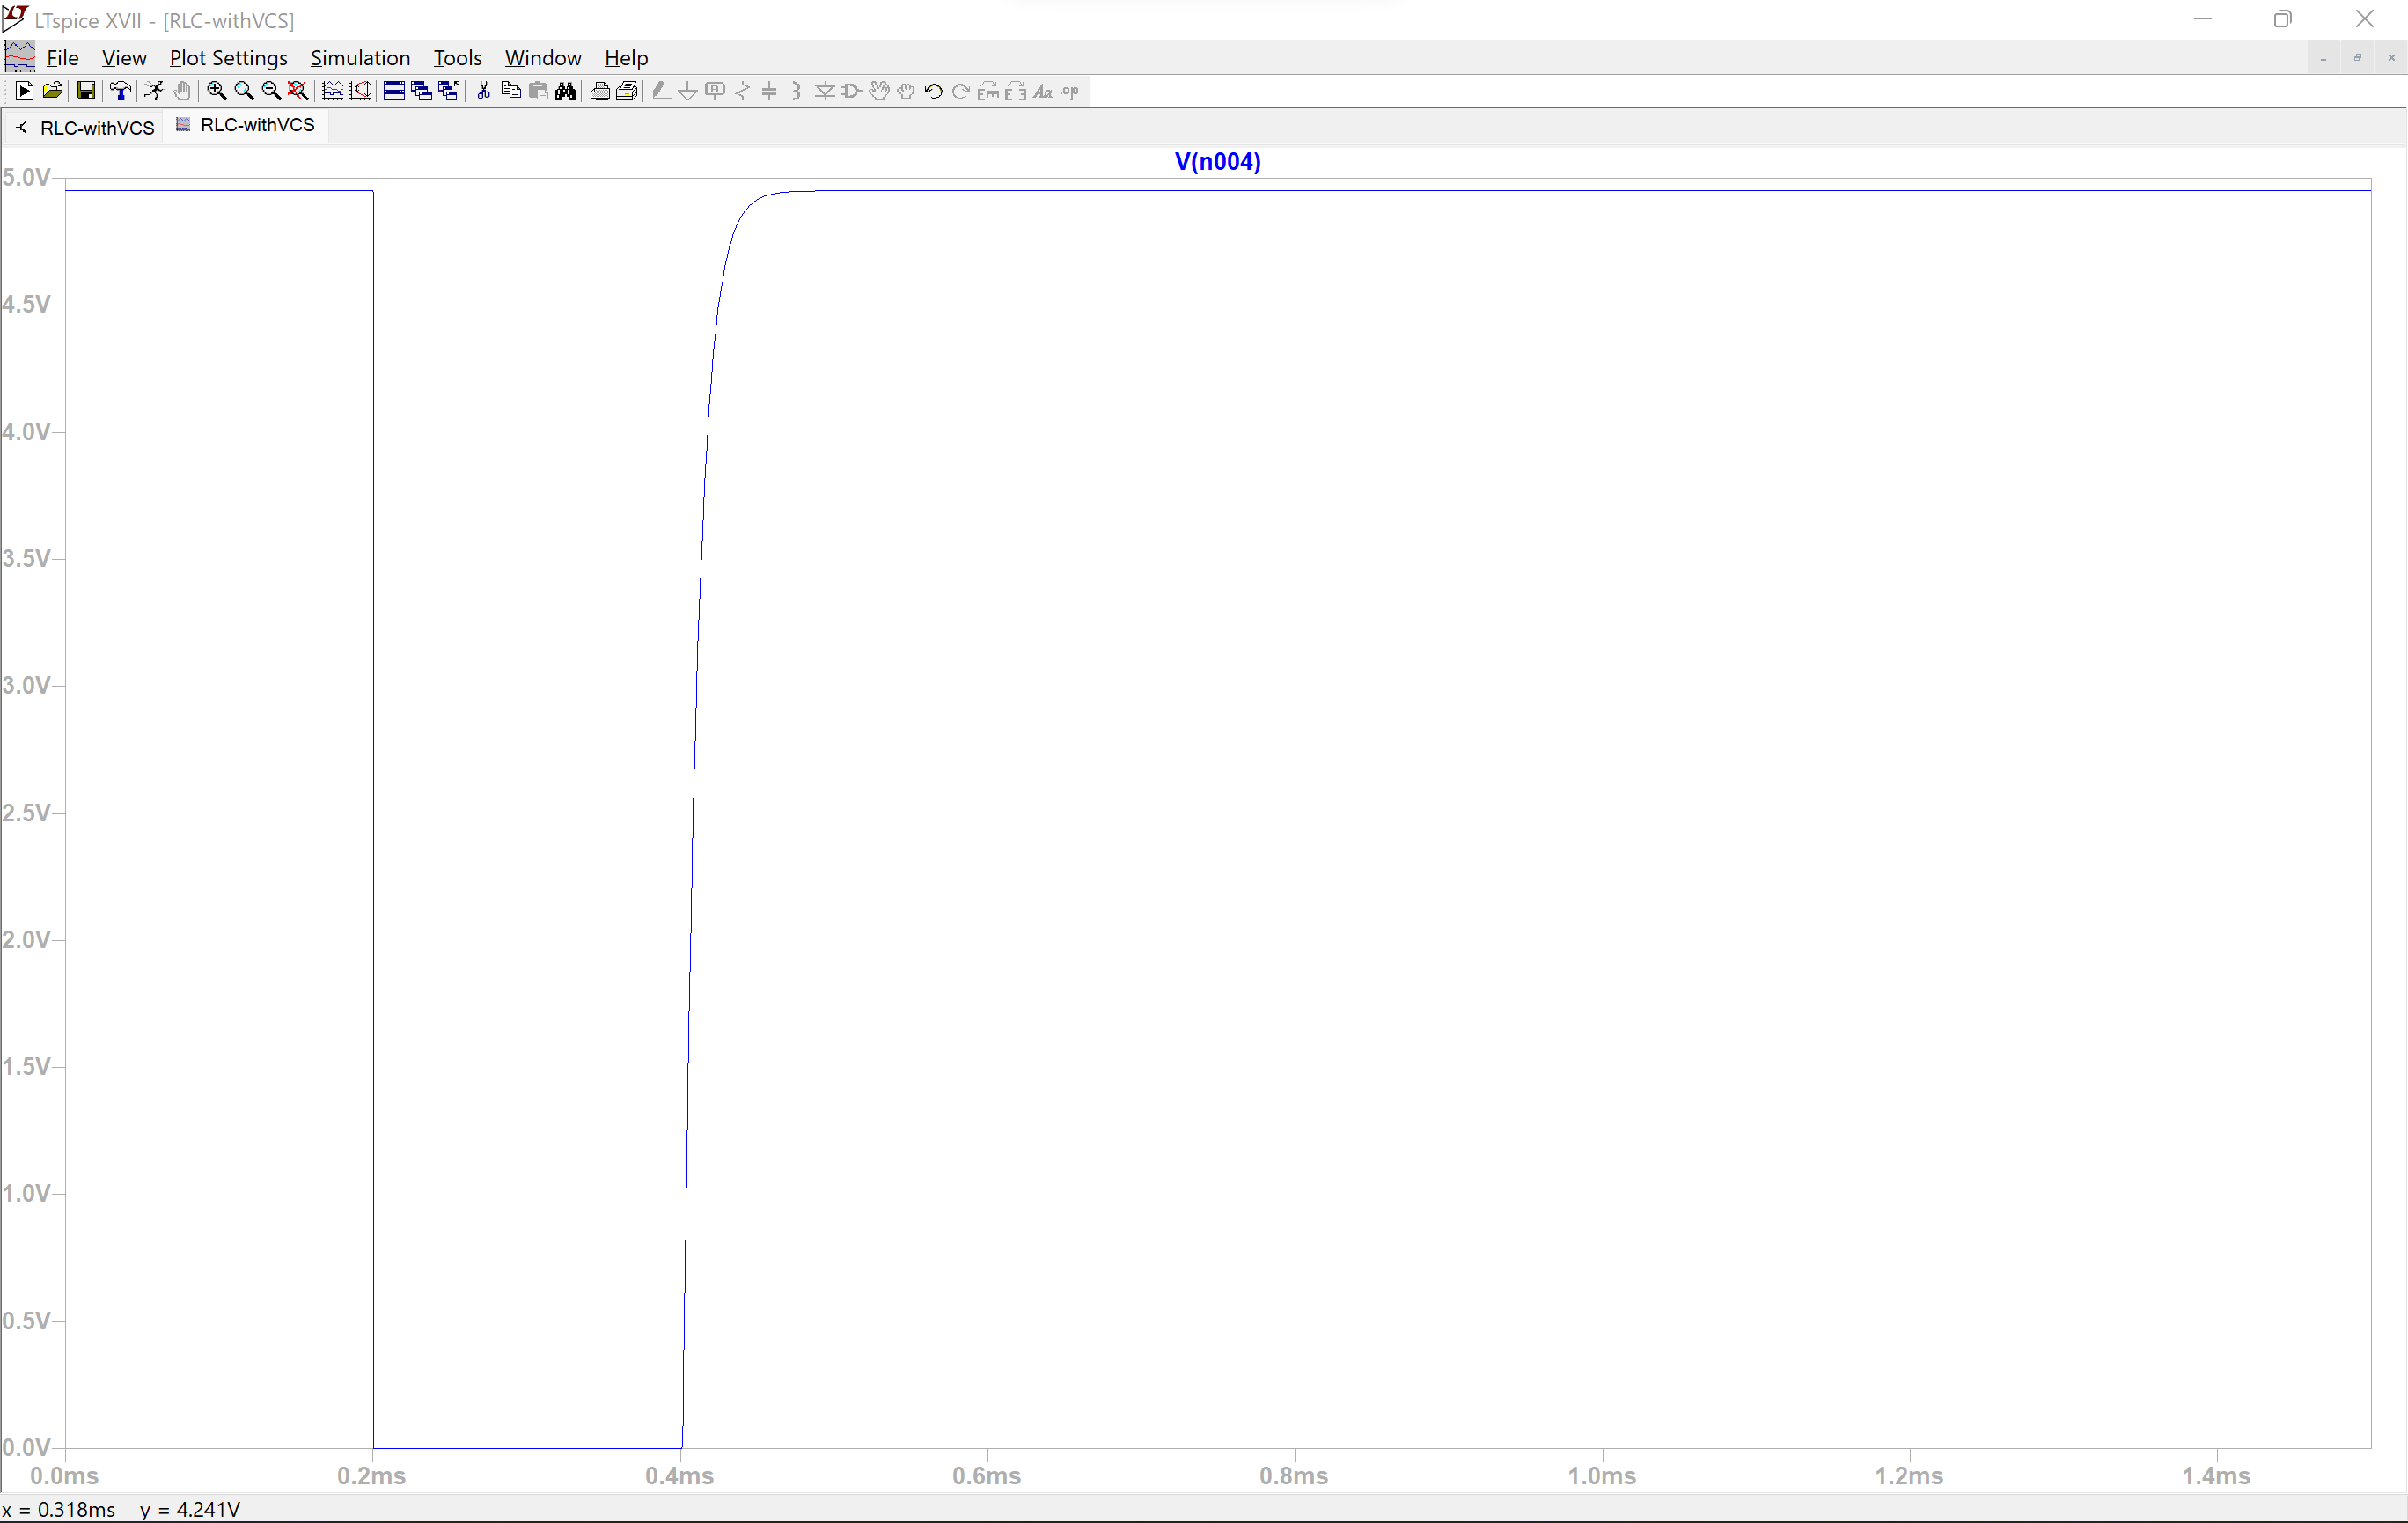 LTspice XVII - [RLC-withVCS]
File View Plot Settings Simulation Tools Window Help
RLC-withVCS RLC-withVCS
V(n004)
5.0V
4.5V
4.0V
3.5V
3.0V
2.5V
2.0V
1.5V
1.0V
0.5V
0.0V
0.0ms 0.2ms 0.4ms 0.6ms 0.8ms 1.0ms 1.2ms 1.4ms
x = 0.318ms y = 4.241V